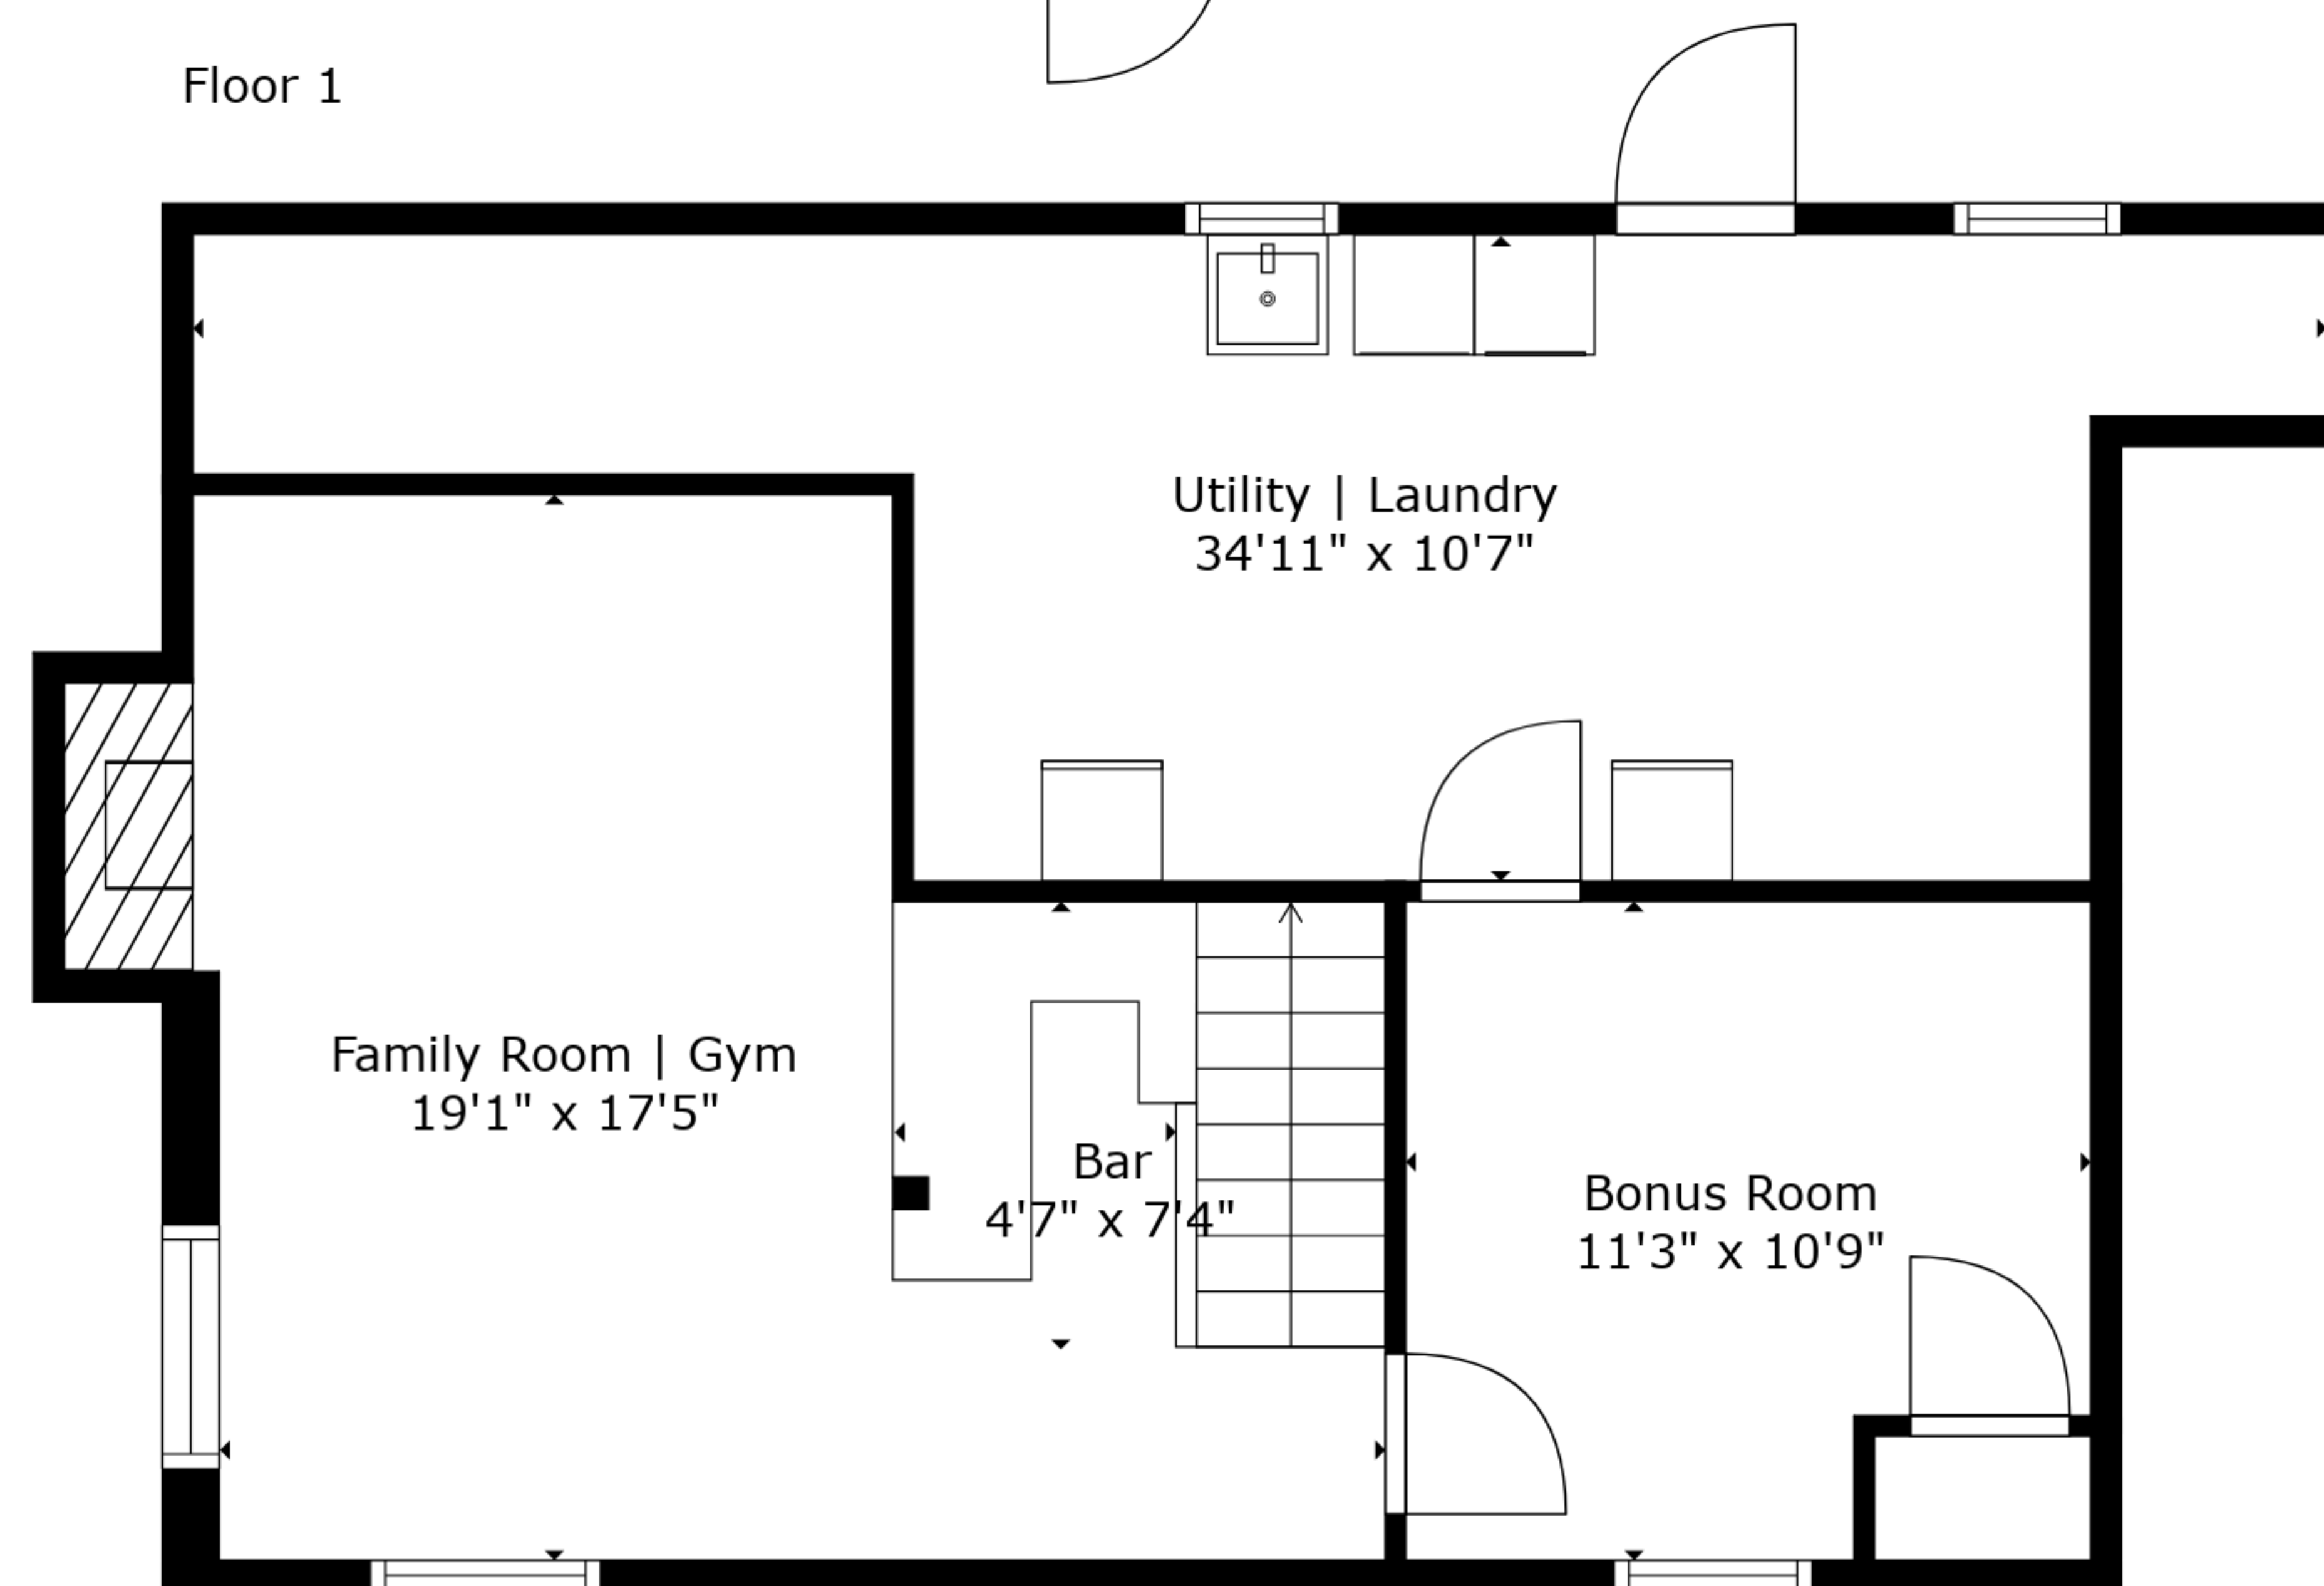 Floor 1
Utility | Laundry
34'11" x 10'7"
Family Room | Gym
19'1" x 17'5"
Bar
4'7" x 7'4"
Bonus Room
11'3" x 10'9"